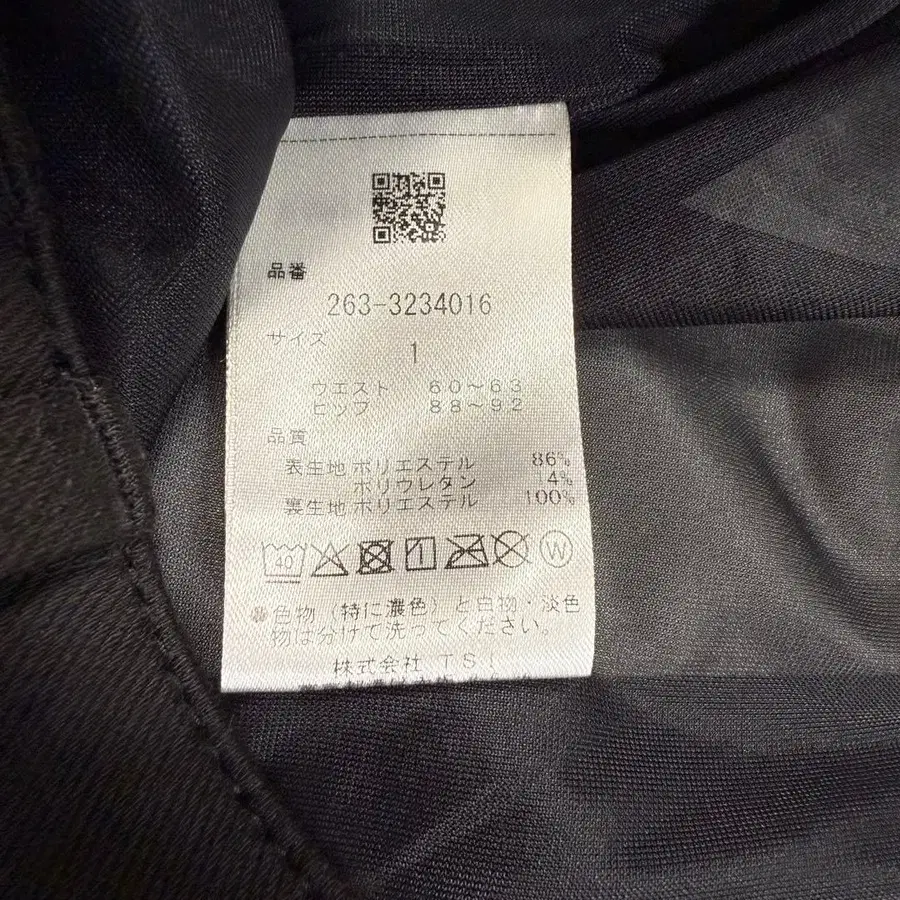 品番
263-3234016
サイズ
1
ウエスト 60～63
ヒップ 88～92
品質
表生地 ポリエステル 86%
ポリウレタン 4%
裏生地 ポリエステル 100%
40 W
※色物（特に濃色）と白物・淡色
物は分けて洗ってください。
株式会社 TSI